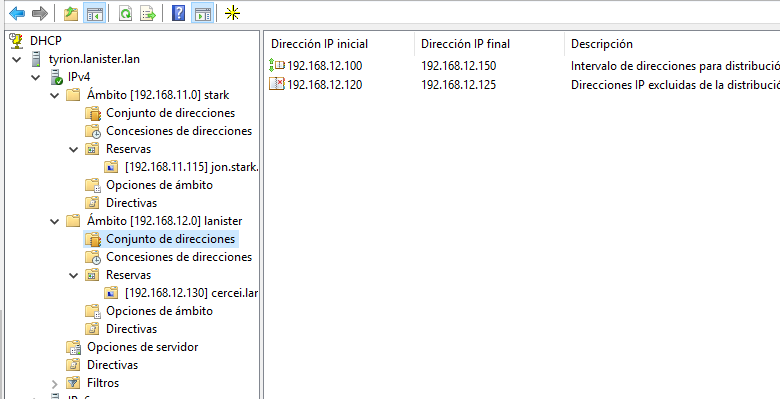 DHCP
tyrion.lanister.lan
IPv4
Ámbito [192.168.11.0] stark
Conjunto de direcciones
Concesiones de direcciones
Reservas
[192.168.11.115] jon.stark.
Opciones de ámbito
Directivas
Ámbito [192.168.12.0] lanister
Conjunto de direcciones
Concesiones de direcciones
Reservas
[192.168.12.130] cercei.lar
Opciones de ámbito
Directivas
Opciones de servidor
Directivas
Filtros
Dirección IP inicial Dirección IP final Descripción
192.168.12.100 192.168.12.150 Intervalo de direcciones para distribució
192.168.12.120 192.168.12.125 Direcciones IP excluidas de la distribució